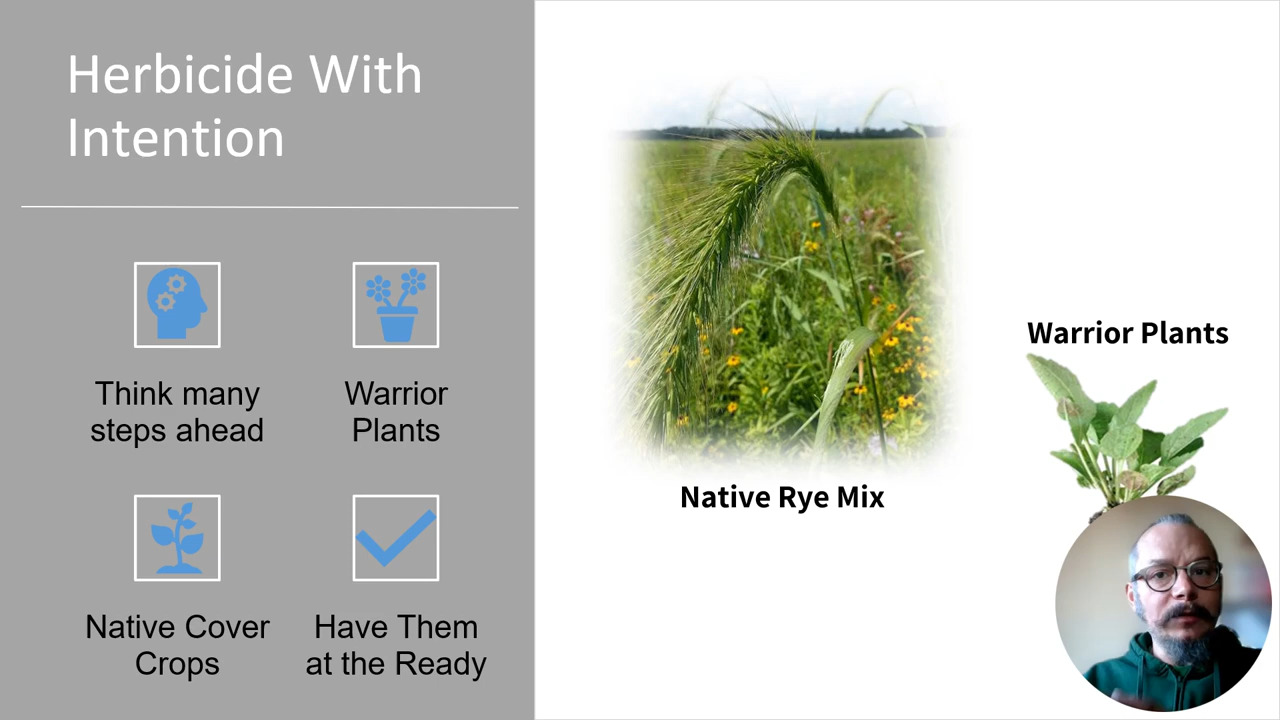 Herbicide With
Intention
Think many
steps ahead
Warrior
Plants
Native Cover
Crops
Have Them
at the Ready
Native Rye Mix
Warrior Plants